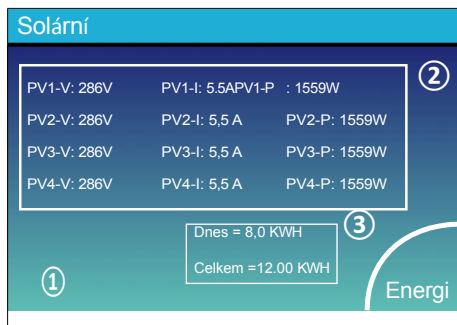 Solární
②
PV1-V: 286V PV1-I: 5.5APV1-P : 1559W
PV2-V: 286V PV2-I: 5,5 A PV2-P: 1559W
PV3-V: 286V PV3-I: 5,5 A PV3-P: 1559W
PV4-V: 286V PV4-I: 5,5 A PV4-P: 1559W
③
Dnes = 8,0 KWH
Celkem =12.00 KWH
①
Energi